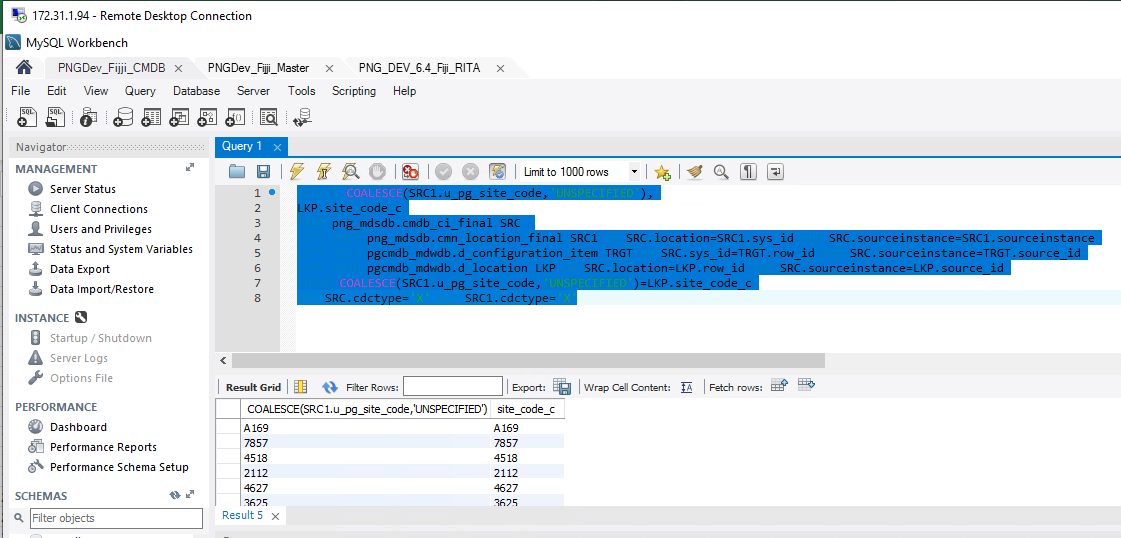 172.31.1.94 - Remote Desktop Connection
MySQL Workbench
PNGDev_Fijji_CMDB
PNGDev_Fijji_Master
PNG_DEV_6.4_Fiji_RITA
File Edit View Query Database Server Tools Scripting Help
Navigator
MANAGEMENT
Server Status
Client Connections
Users and Privileges
Status and System Variables
Data Export
Data Import/Restore
INSTANCE
Startup / Shutdown
Server Logs
Options File
PERFORMANCE
Dashboard
Performance Reports
Performance Schema Setup
SCHEMAS
Filter objects
Query 1
Limit to 1000 rows
1 COALESCE(SRC1.u_pg_site_code,'UNSPECIFIED'),
2 LKP.site_code_c
3 png_mdsdb.cmdb_ci_final SRC
4 png_mdsdb.cmn_location_final SRC1 SRC.location=SRC1.sys_id SRC.sourceinstance=SRC1.sourceinstance
5 pgcmdb_mdwdb.d_configuration_item TRGT SRC.sys_id=TRGT.row_id SRC.sourceinstance=TRGT.source_id
6 pgcmdb_mdwdb.d_location LKP SRC.location=LKP.row_id SRC.sourceinstance=LKP.source_id
7 COALESCE(SRC1.u_pg_site_code,'UNSPECIFIED')=LKP.site_code_c
8 SRC.cdctype='X' SRC1.cdctype='X'
Result Grid Filter Rows: Export: Wrap Cell Content: Fetch rows:
COALESCE(SRC1.u_pg_site_code,'UNSPECIFIED') site_code_c
A169 A169
7857 7857
4518 4518
2112 2112
4627 4627
3625 3625
Result 5